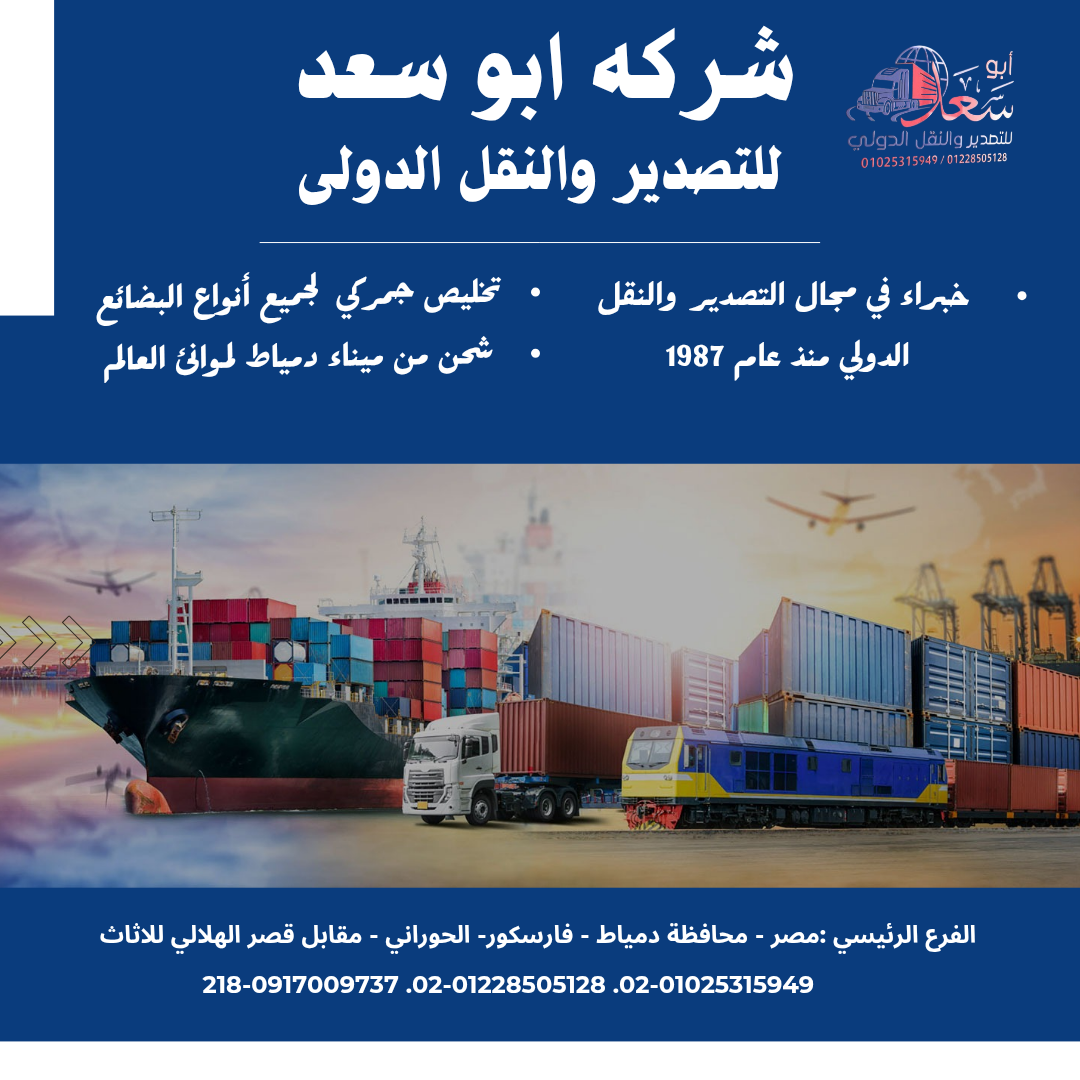 شركه ابو سعد
للتصدير والنقل الدولى
أبو
سعد
للتصدير والنقل الدولي
01025315949 / 01228505128
• خبراء في مجال التصدير والنقل
الدولي منذ عام 1987
• تخليص جمركي لجميع أنواع البضائع
• شحن من ميناء دمياط لموانئ العالم
الفرع الرئيسي :مصر - محافظة دمياط - فارسكور- الحوراني - مقابل قصر الهلالي للاثاث
218-0917009737 .02-01228505128 .02-01025315949